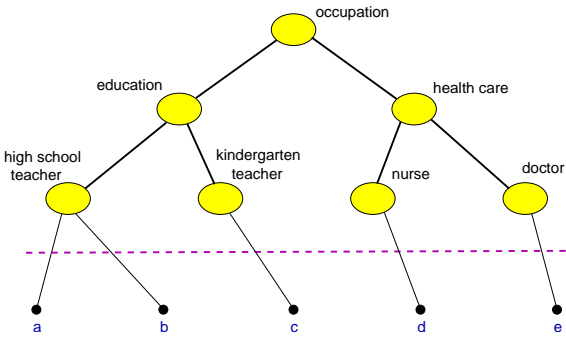 occupation
education
health care
high school
teacher
kindergarten
teacher
nurse
doctor
a
b
c
d
e